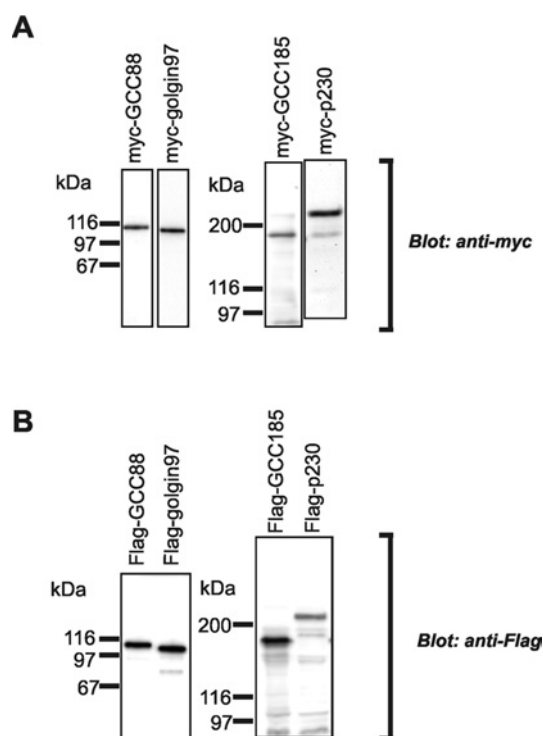 A
myc-GCC88
myc-golgin97
myc-GCC185
myc-p230
kDa
116
97
67
kDa
200
116
97
Blot: anti-myc
B
Flag-GCC88
Flag-golgin97
Flag-GCC185
Flag-p230
kDa
116
97
67
kDa
200
116
97
Blot: anti-Flag